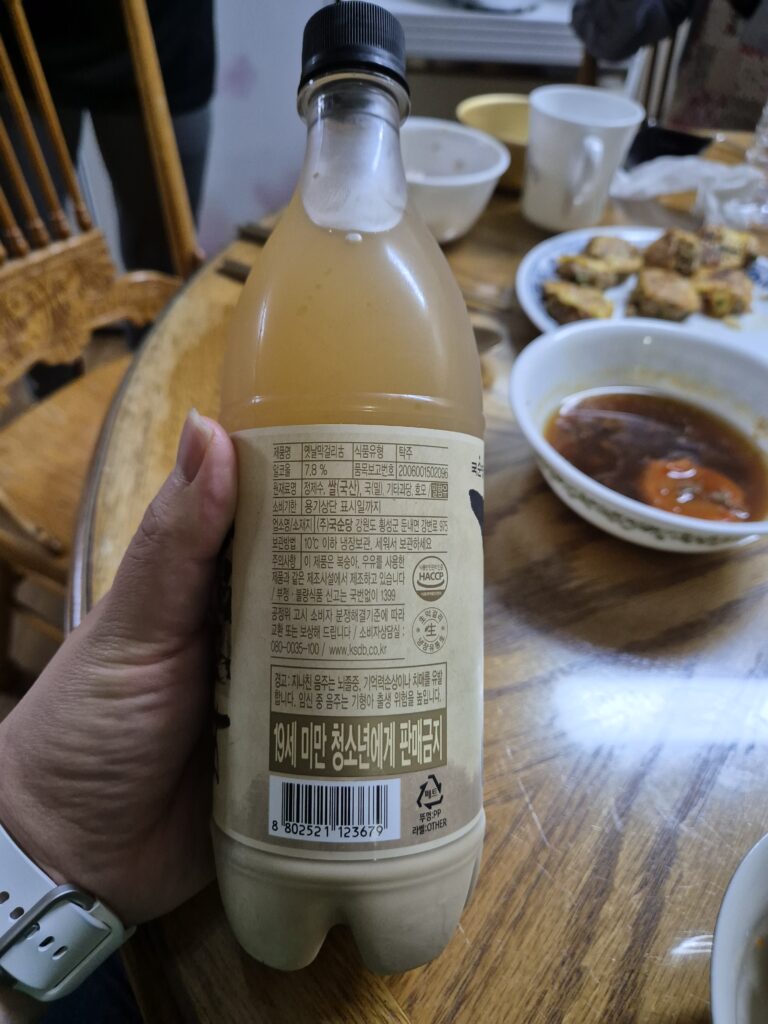 제품명 옛날막걸리古 식품유형 탁주
알코올 7.8 % 품목보고번호 2006001502096
원재료명 정제수, 쌀(국산), 국(밀), 기타과당, 효모 밀함유
소비기한 용기상단 표시일까지
업소명/소재지 (주)국순당 강원도 횡성군 둔내면 강변로 975
보관방법 10℃ 이하 냉장보관, 세워서 보관하세요
주의사항 이 제품은 복숭아, 우유를 사용한
제품과 같은 제조시설에서 제조하고 있습니다
/ 부정·불량식품 신고는 국번없이 1399
HACCP
공정위 고시 소비자 분쟁해결기준에 따라
교환 또는 보상해 드립니다 / 소비자상담실 :
080-0035-100 / www.ksdb.co.kr
생막걸리
生
경고 : 지나친 음주는 뇌졸중, 기억력손상이나 치매를 유발
합니다. 임신 중 음주는 기형아 출생 위험을 높입니다.
19세 미만 청소년에게 판매금지
8 802521 123679
페트
뚜껑:PP
라벨:OTHER